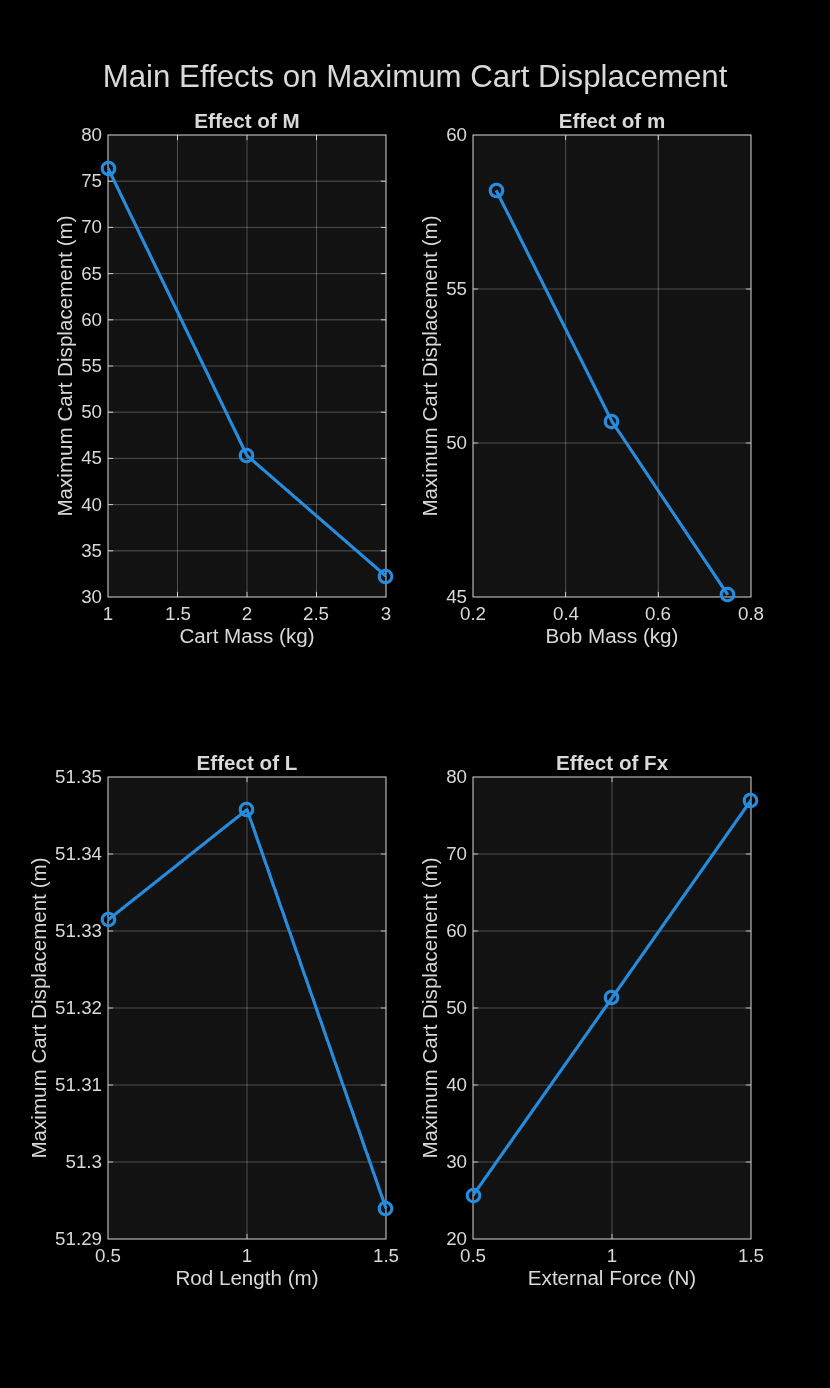 Main Effects on Maximum Cart Displacement
Effect of M
80
75
70
65
60
55
50
45
40
35
30
1 1.5 2 2.5 3
Cart Mass (kg)
Maximum Cart Displacement (m)
Effect of m
60
55
50
45
0.2 0.4 0.6 0.8
Bob Mass (kg)
Maximum Cart Displacement (m)
Effect of L
51.35
51.34
51.33
51.32
51.31
51.3
51.29
0.5 1 1.5
Rod Length (m)
Maximum Cart Displacement (m)
Effect of Fx
80
70
60
50
40
30
20
0.5 1 1.5
External Force (N)
Maximum Cart Displacement (m)